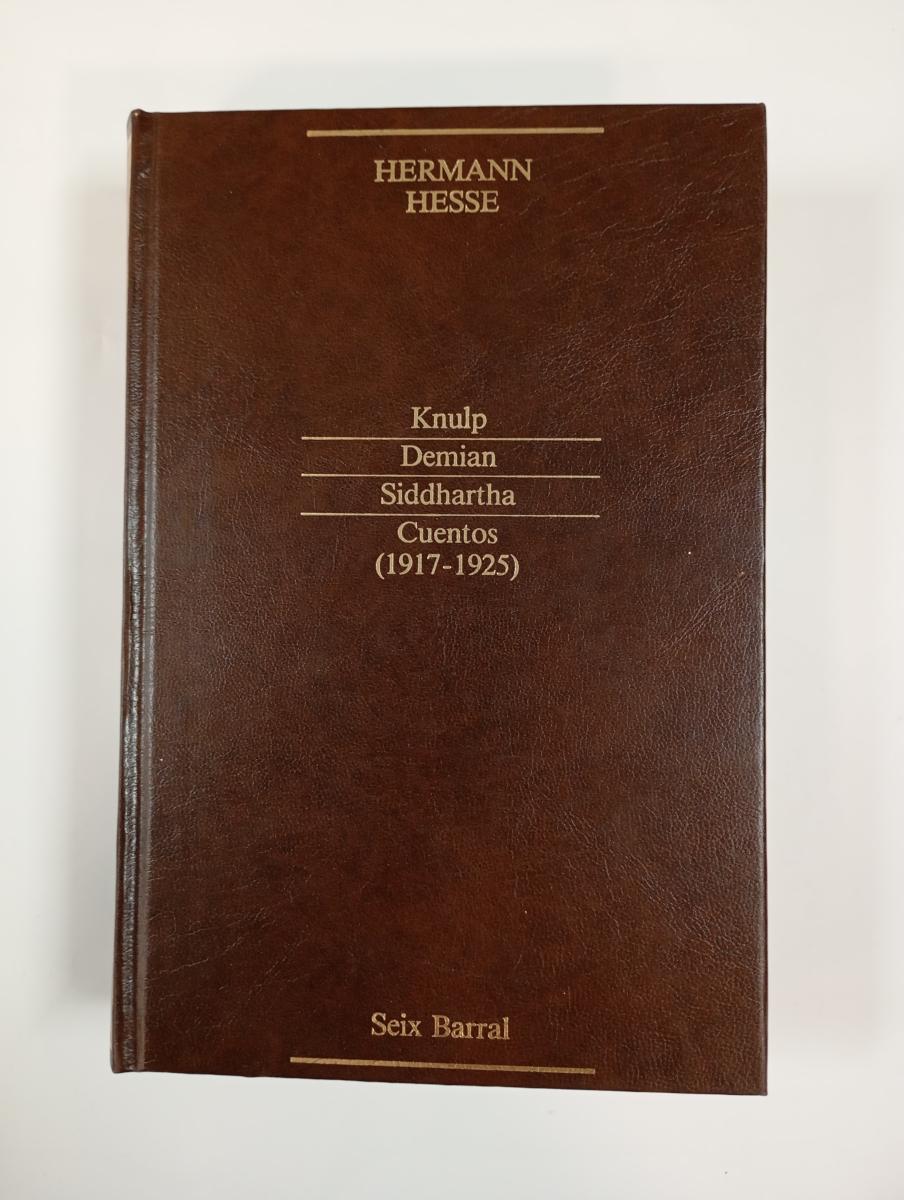 HERMANN
HESSE
Knulp
Demian
Siddhartha
Cuentos
(1917-1925)
Seix Barral